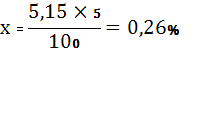 x = 5,15 × 5 / 100 = 0,26%